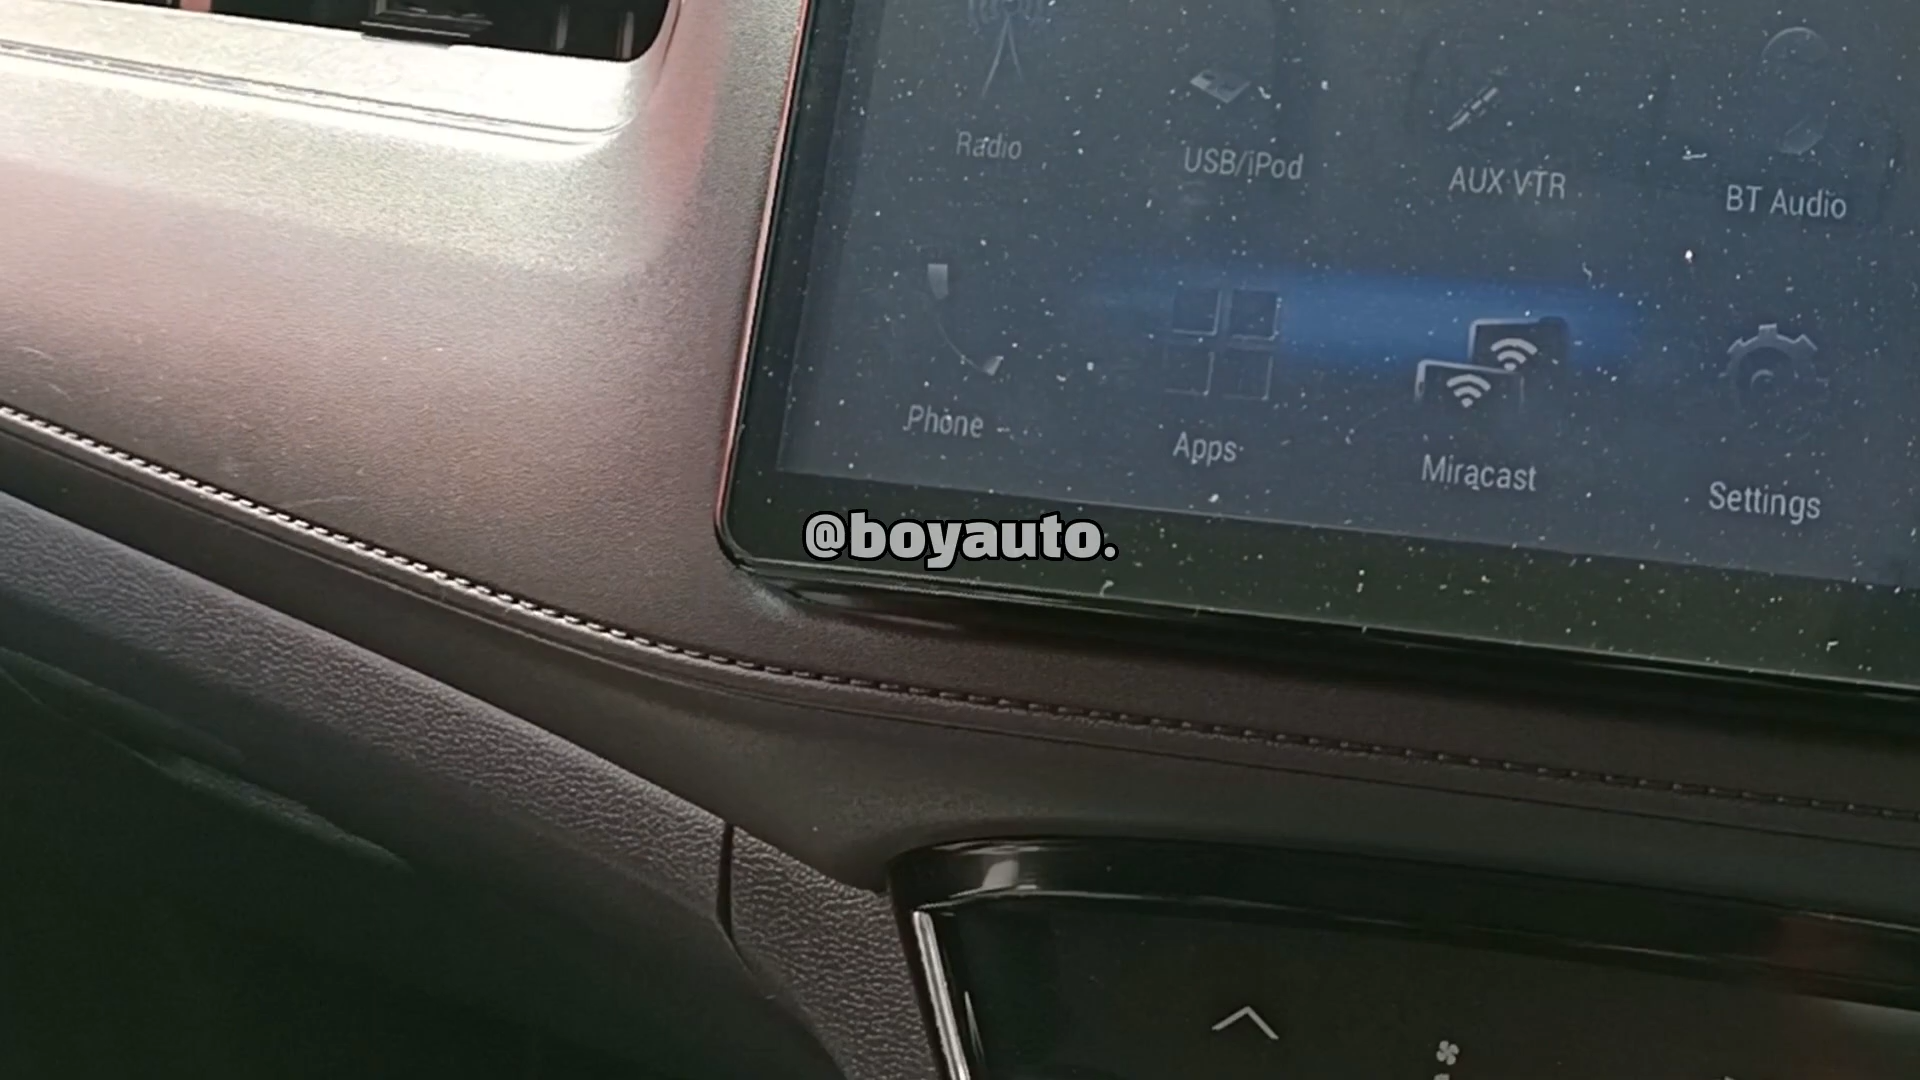 Radio
USB/iPod
AUX VTR
BT Audio
Phone
Apps
Miracast
Settings
@boyauto.